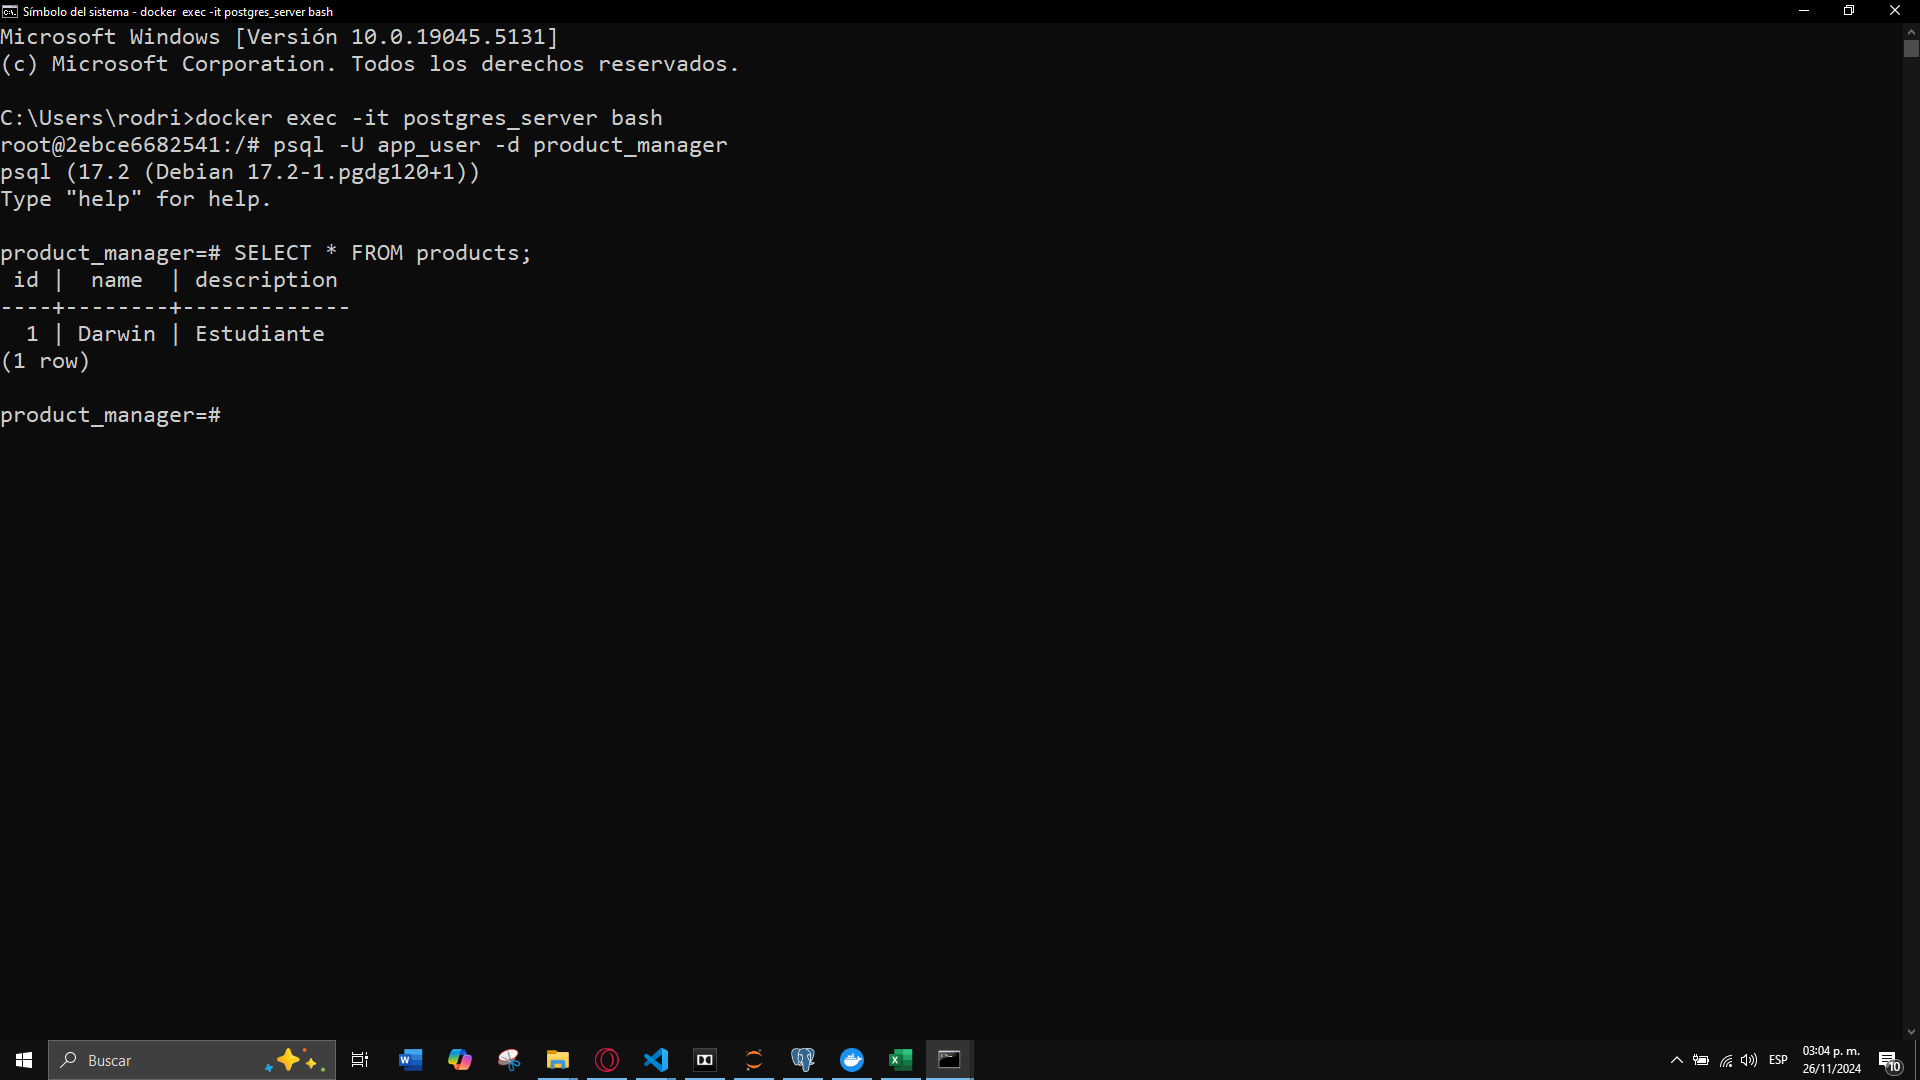 Símbolo del sistema - docker  exec -it postgres_server bash
Microsoft Windows [Versión 10.0.19045.5131]
(c) Microsoft Corporation. Todos los derechos reservados.
C:\Users\rodri>docker exec -it postgres_server bash
root@2ebce6682541:/# psql -U app_user -d product_manager
psql (17.2 (Debian 17.2-1.pgdg120+1))
Type "help" for help.
product_manager=# SELECT * FROM products;
 id |  name  | description
----+--------+-------------
  1 | Darwin | Estudiante
(1 row)
product_manager=#
Buscar
ESP
03:04 p. m.
26/11/2024
10